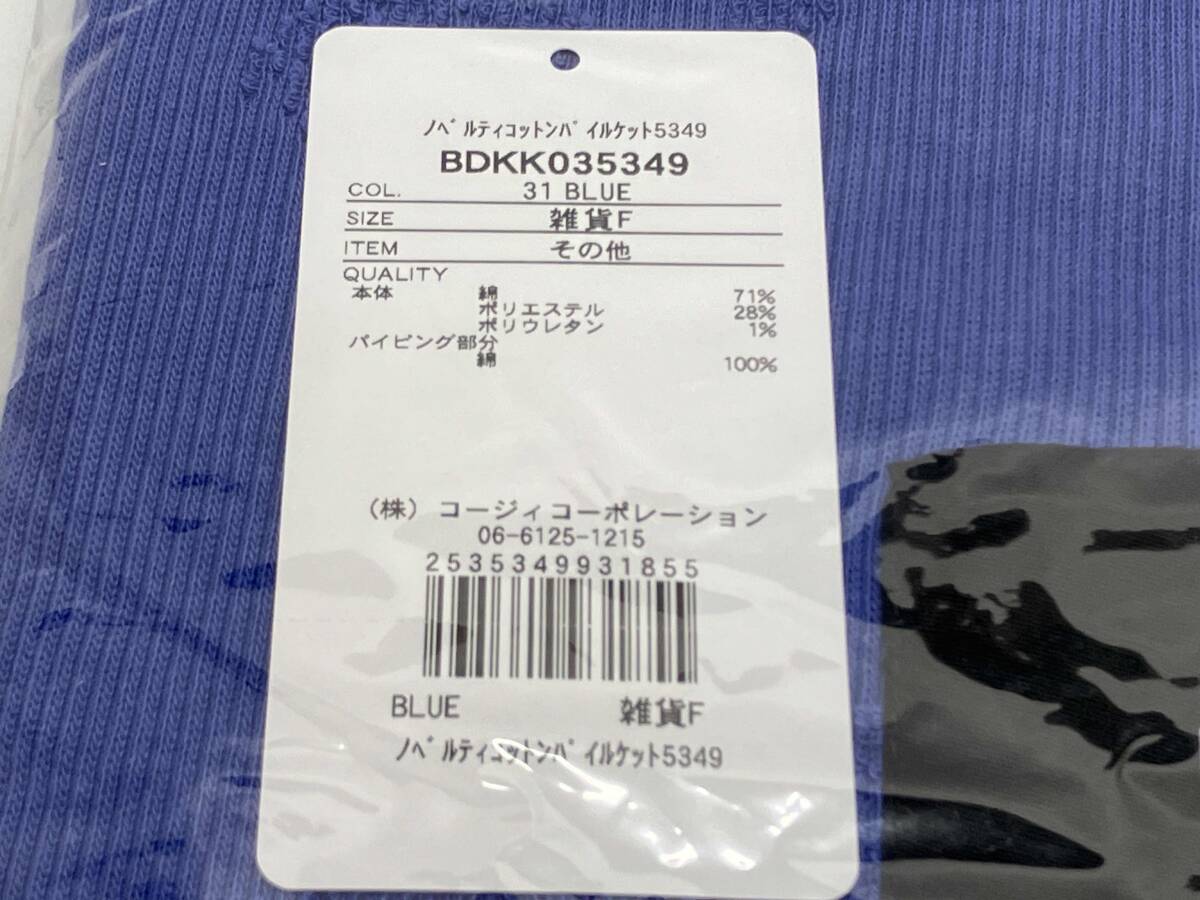 ﾉﾍﾞﾙﾃｨｺｯﾄﾝﾊﾟｲﾙｹｯﾄ5349
BDKK035349
COL. 31 BLUE
SIZE 雑貨F
ITEM その他
QUALITY
本体 綿 71%
ポリエステル 28%
ポリウレタン 1%
パイピング部分
綿 100%
（株）コージィコーポレーション
06-6125-1215
2535349931855
BLUE 雑貨F
ﾉﾍﾞﾙﾃｨｺｯﾄﾝﾊﾟｲﾙｹｯﾄ5349